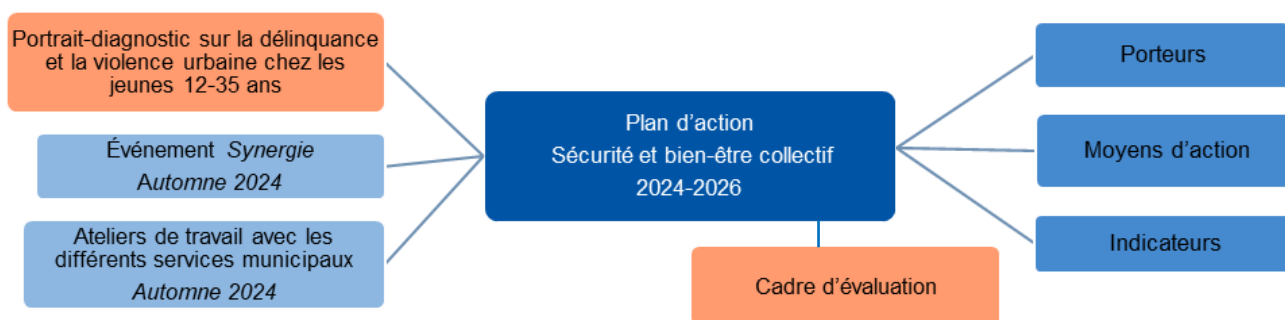 Portrait-diagnostic sur la délinquance
et la violence urbaine chez les
jeunes 12-35 ans
Événement Synergie
Automne 2024
Ateliers de travail avec les
différents services municipaux
Automne 2024
Plan d'action
Sécurité et bien-être collectif
2024-2026
Cadre d'évaluation
Porteurs
Moyens d'action
Indicateurs